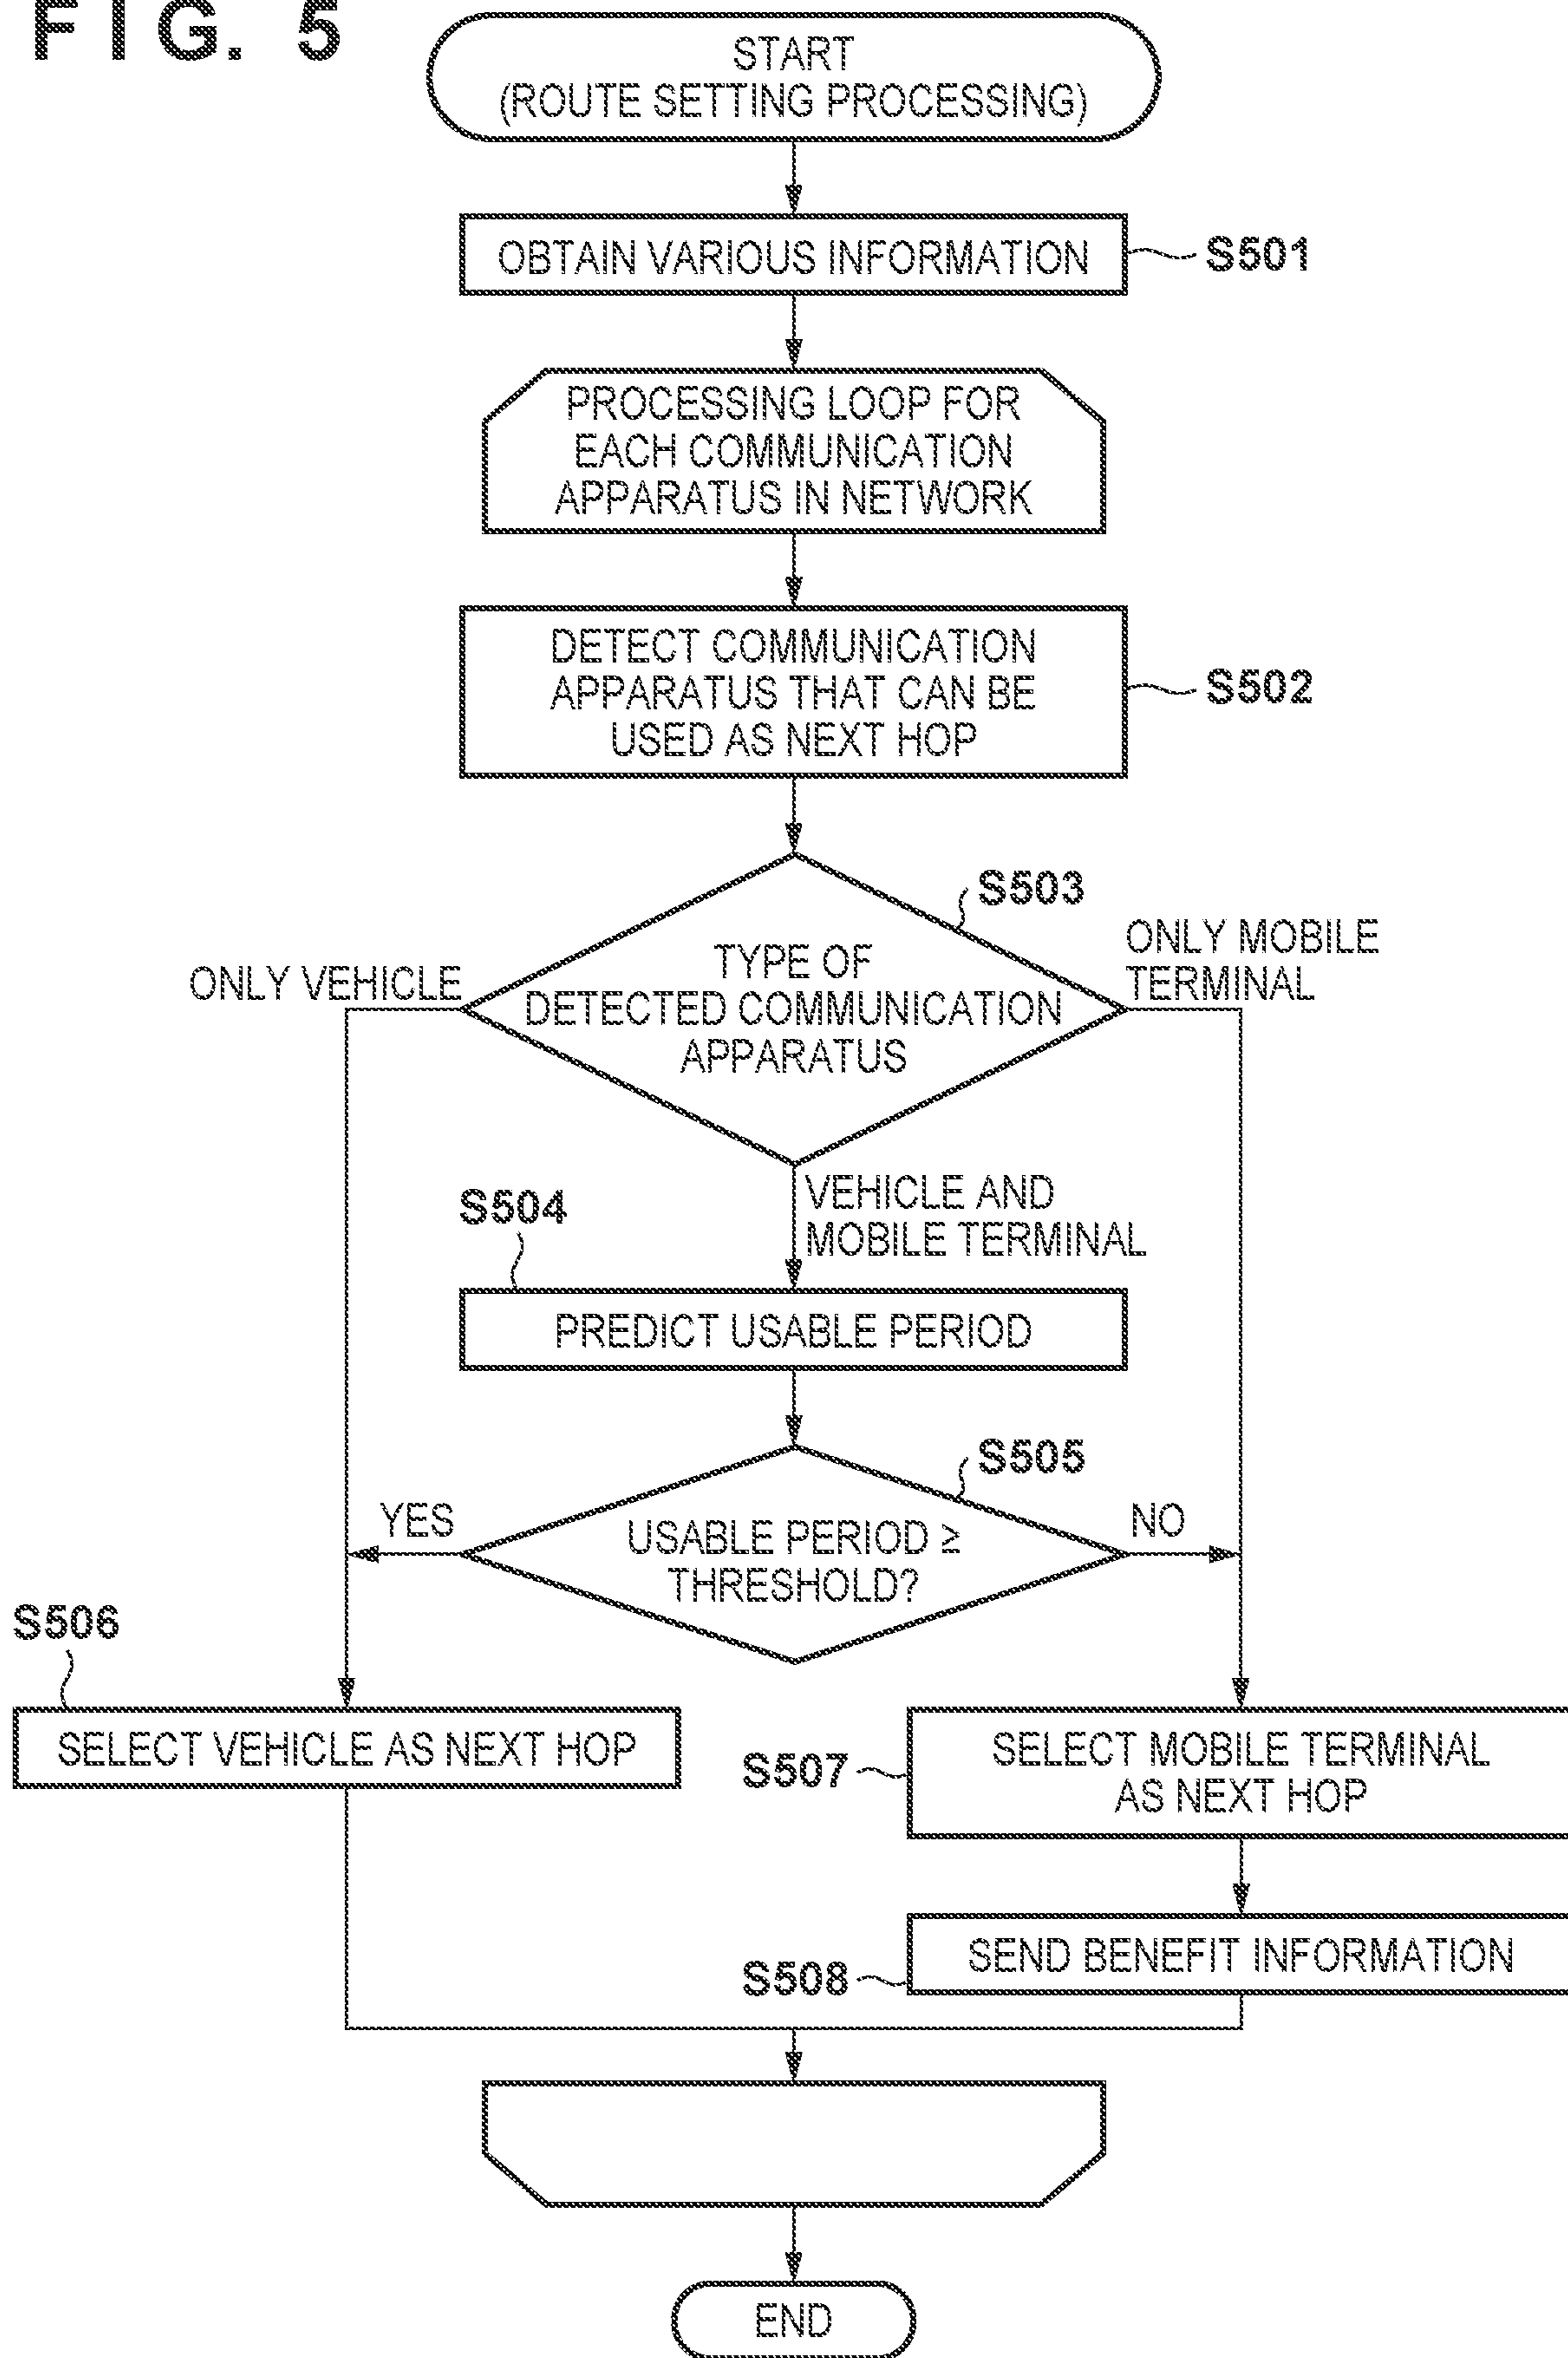 FIG. 5
START
(ROUTE SETTING PROCESSING)
OBTAIN VARIOUS INFORMATION
S501
PROCESSING LOOP FOR
EACH COMMUNICATION
APPARATUS IN NETWORK
DETECT COMMUNICATION
APPARATUS THAT CAN BE
USED AS NEXT HOP
S502
S503
TYPE OF
DETECTED COMMUNICATION
APPARATUS
ONLY VEHICLE
ONLY MOBILE
TERMINAL
VEHICLE AND
MOBILE TERMINAL
S504
PREDICT USABLE PERIOD
S505
USABLE PERIOD ≥
THRESHOLD?
YES
NO
S506
SELECT VEHICLE AS NEXT HOP
S507
SELECT MOBILE TERMINAL
AS NEXT HOP
S508
SEND BENEFIT INFORMATION
END